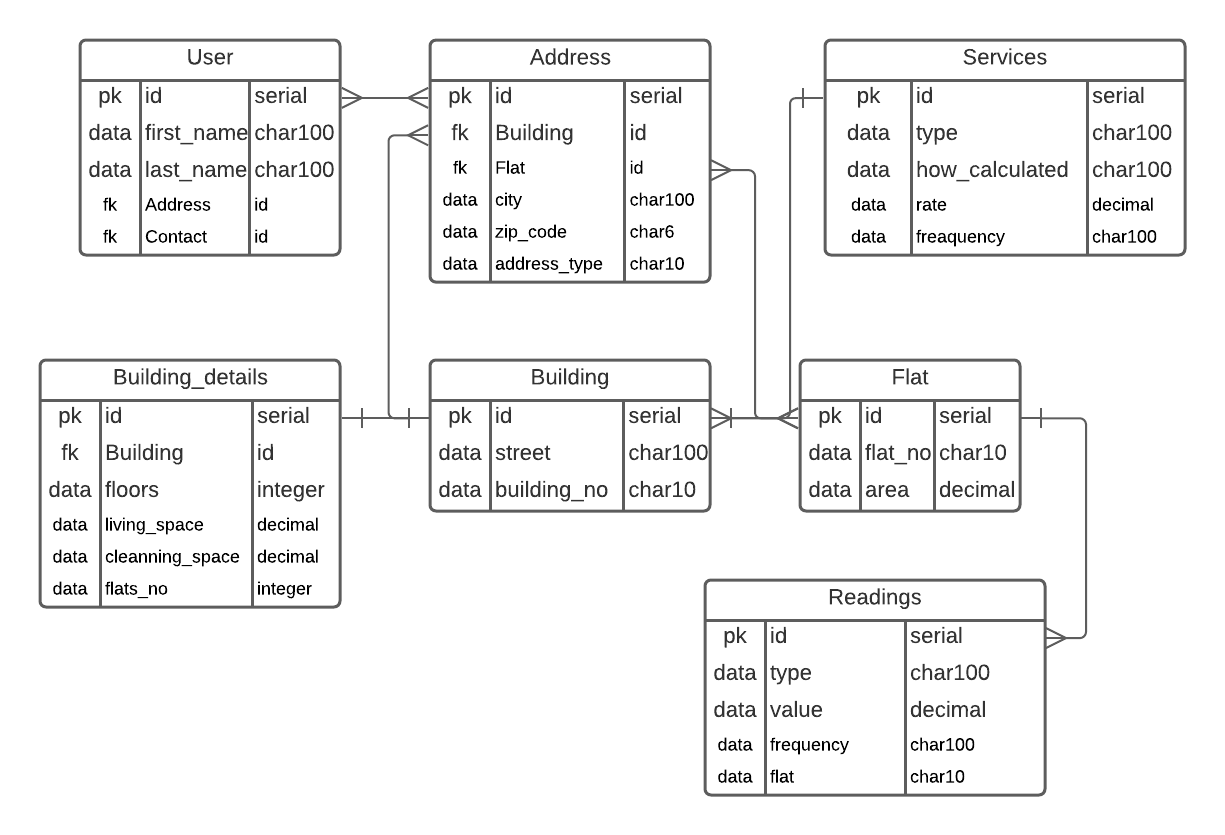 User
pk id serial
data first_name char100
data last_name char100
fk Address id
fk Contact id
Address
pk id serial
fk Building id
fk Flat id
data city char100
data zip_code char6
data address_type char10
Services
pk id serial
data type char100
data how_calculated char100
data rate decimal
data freaquency char100
Building_details
pk id serial
fk Building id
data floors integer
data living_space decimal
data cleanning_space decimal
data flats_no integer
Building
pk id serial
data street char100
data building_no char10
Flat
pk id serial
data flat_no char10
data area decimal
Readings
pk id serial
data type char100
data value decimal
data frequency char100
data flat char10